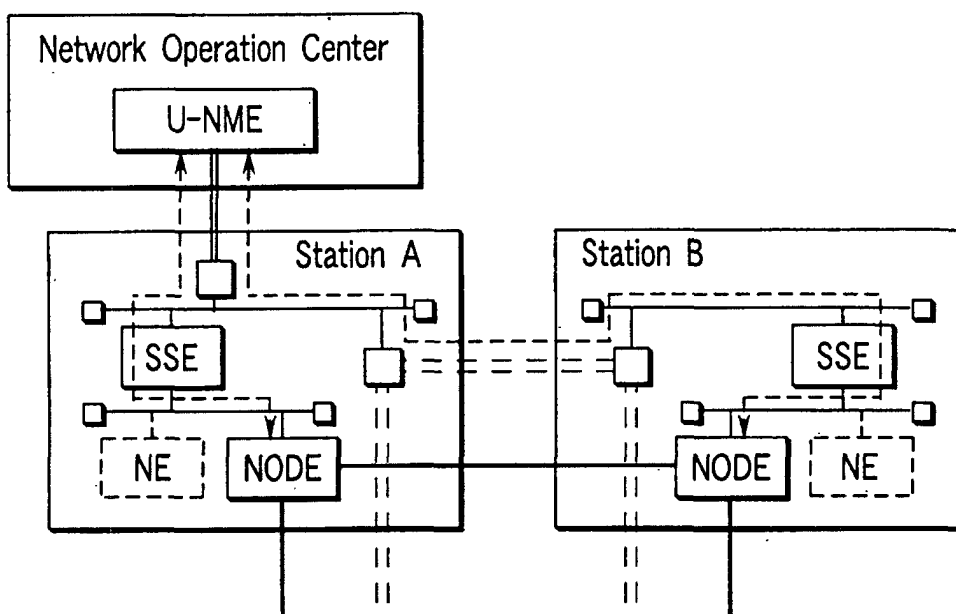 Network Operation Center
U-NME
Station A
Station B
SSE
SSE
NE
NODE
NODE
NE